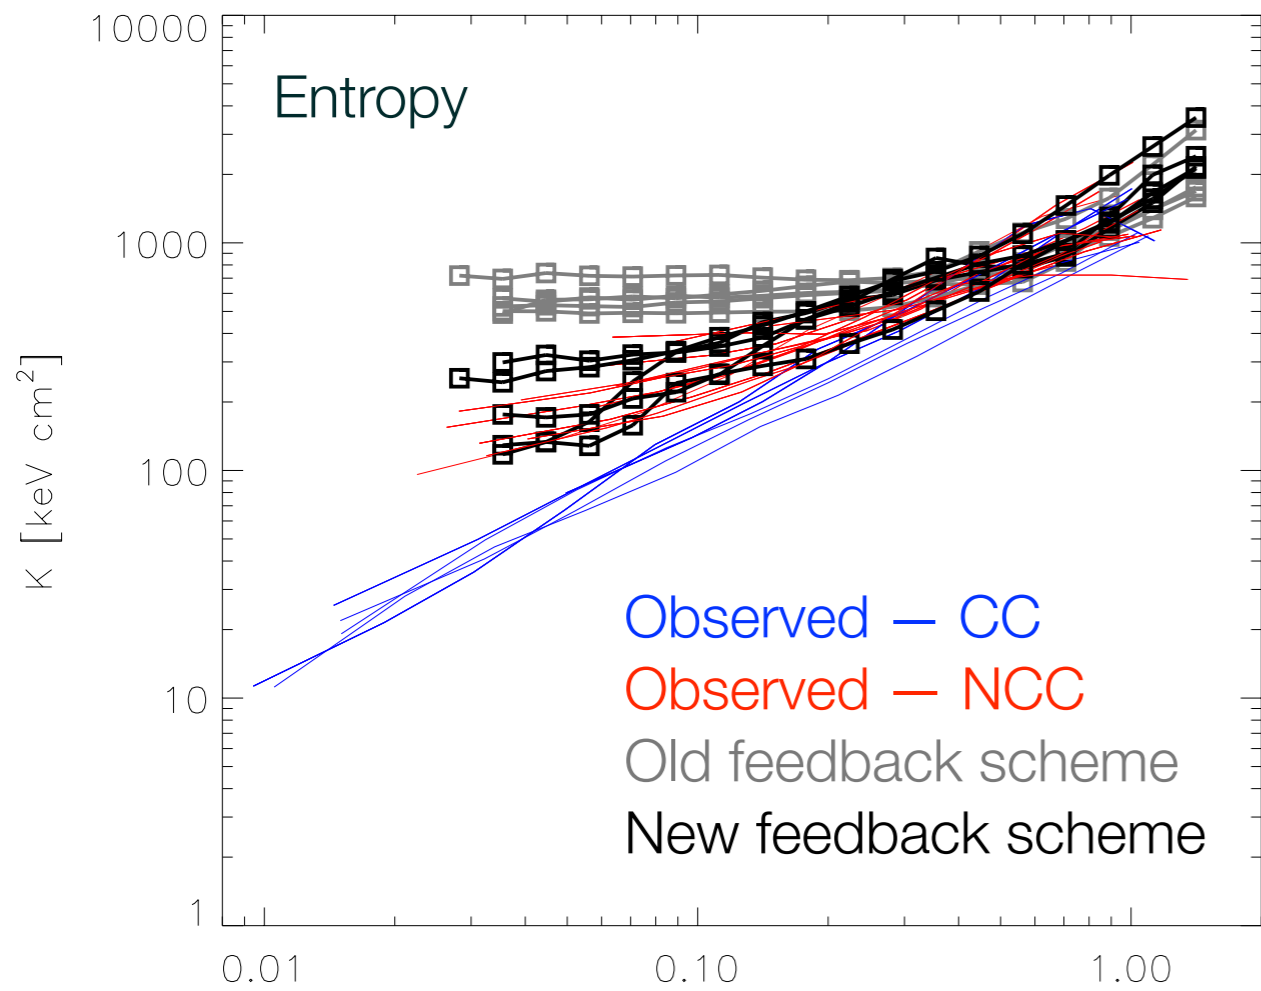 10000
Entropy
1000
K [keV cm²]
100
Observed — CC
Observed — NCC
10
Old feedback scheme
New feedback scheme
1
0.01 0.10 1.00